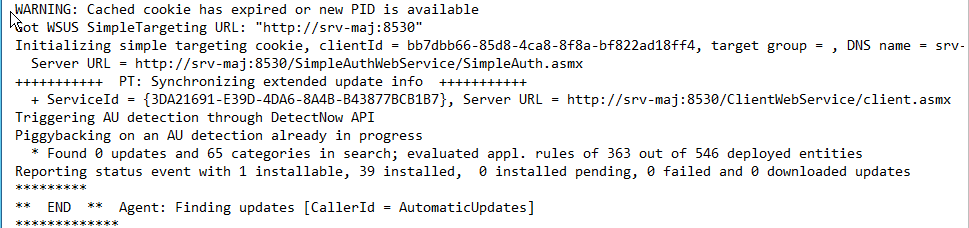 WARNING: Cached cookie has expired or new PID is available
Got WSUS SimpleTargeting URL: "http://srv-maj:8530"
Initializing simple targeting cookie, clientId = bb7dbb66-85d8-4ca8-8f8a-bf822ad18ff4, target group = , DNS name = srv-
  Server URL = http://srv-maj:8530/SimpleAuthWebService/SimpleAuth.asmx
+++++++++++  PT: Synchronizing extended update info  +++++++++++
  + ServiceId = {3DA21691-E39D-4DA6-8A4B-B43877BCB1B7}, Server URL = http://srv-maj:8530/ClientWebService/client.asmx
Triggering AU detection through DetectNow API
Piggybacking on an AU detection already in progress
  * Found 0 updates and 65 categories in search; evaluated appl. rules of 363 out of 546 deployed entities
Reporting status event with 1 installable, 39 installed,  0 installed pending, 0 failed and 0 downloaded updates
*********
**  END  **  Agent: Finding updates [CallerId = AutomaticUpdates]
*************